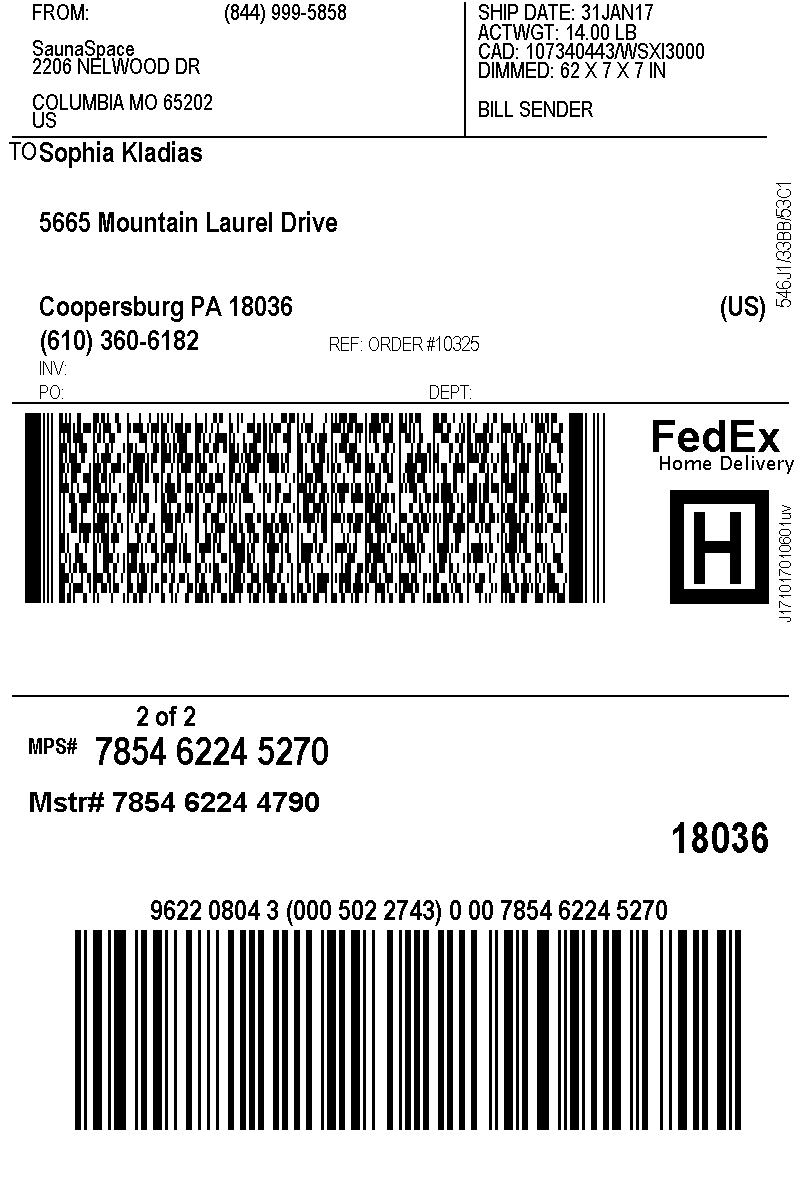 FROM: (844) 999-5858
SaunaSpace
2206 NELWOOD DR
COLUMBIA MO 65202
US
SHIP DATE: 31JAN17
ACTWGT: 14.00 LB
CAD: 107340443/WSXI3000
DIMMED: 62 X 7 X 7 IN
BILL SENDER
TO Sophia Kladias
5665 Mountain Laurel Drive
Coopersburg PA 18036 (US)
(610) 360-6182 REF: ORDER #10325
INV:
PO: DEPT:
546J1/33BB/53C1
FedEx
Home Delivery
H
J171017010601uv
2 of 2
MPS# 7854 6224 5270
Mstr# 7854 6224 4790
18036
9622 0804 3 (000 502 2743) 0 00 7854 6224 5270